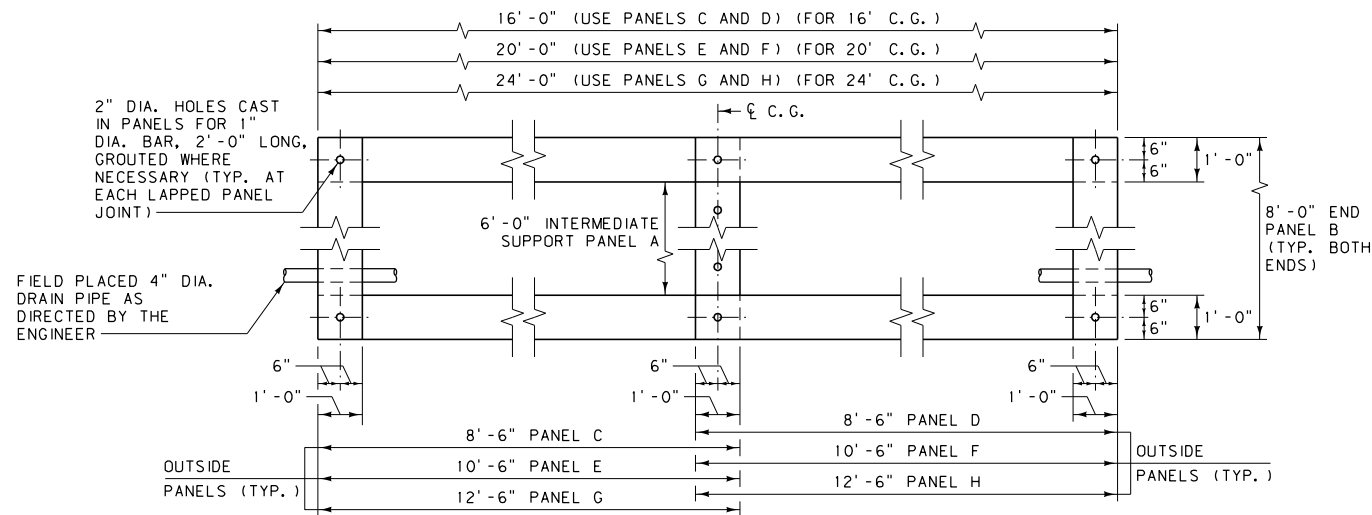 16'-0" (USE PANELS C AND D) (FOR 16' C.G.)
20'-0" (USE PANELS E AND F) (FOR 20' C.G.)
24'-0" (USE PANELS G AND H) (FOR 24' C.G.)
℄ C.G.
2" DIA. HOLES CAST
IN PANELS FOR 1"
DIA. BAR, 2'-0" LONG,
GROUTED WHERE
NECESSARY (TYP. AT
EACH LAPPED PANEL
JOINT)
6"
6"
1'-0"
8'-0" END
PANEL B
(TYP. BOTH
ENDS)
6'-0" INTERMEDIATE
SUPPORT PANEL A
FIELD PLACED 4" DIA.
DRAIN PIPE AS
DIRECTED BY THE
ENGINEER
6"
6"
1'-0"
6"
6"
6"
1'-0"
1'-0"
1'-0"
8'-6" PANEL D
8'-6" PANEL C
10'-6" PANEL F
10'-6" PANEL E
12'-6" PANEL H
12'-6" PANEL G
OUTSIDE
PANELS (TYP.)
OUTSIDE
PANELS (TYP.)